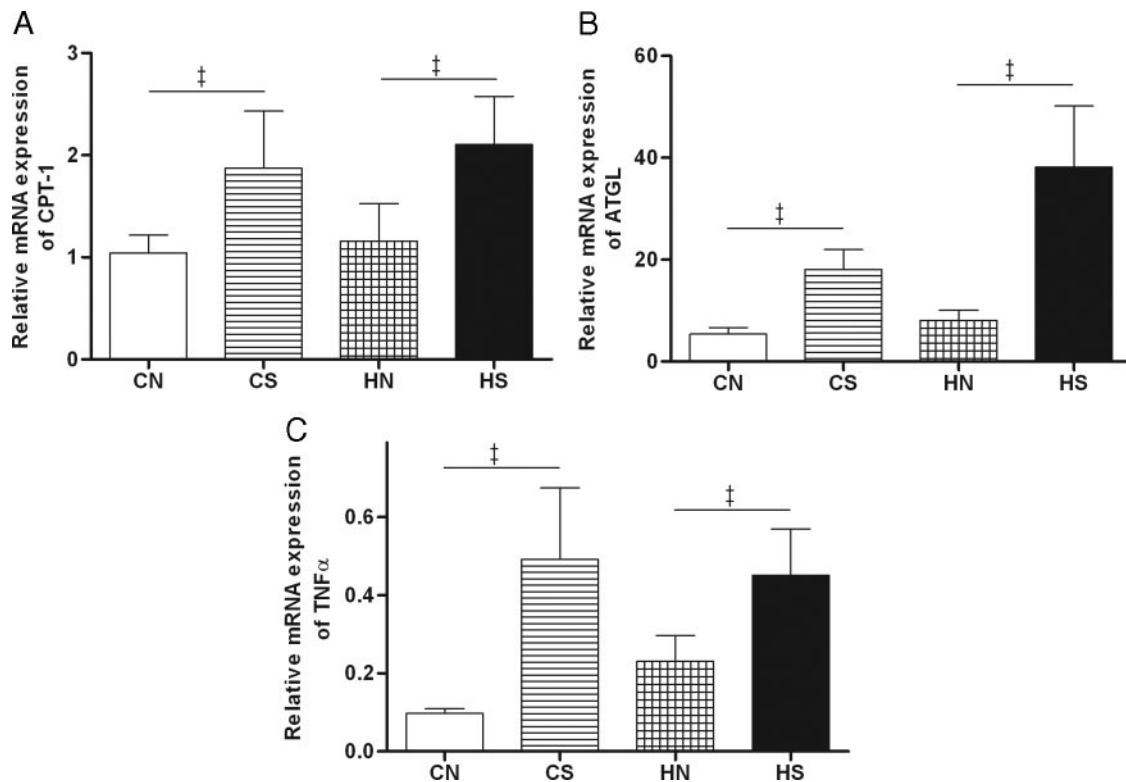 A
Relative mRNA expression
of CPT-1
3
2
1
0
‡
‡
CN
CS
HN
HS
B
Relative mRNA expression
of ATGL
60
40
20
0
‡
‡
CN
CS
HN
HS
C
Relative mRNA expression
of TNFα
0.6
0.4
0.2
0.0
‡
‡
CN
CS
HN
HS